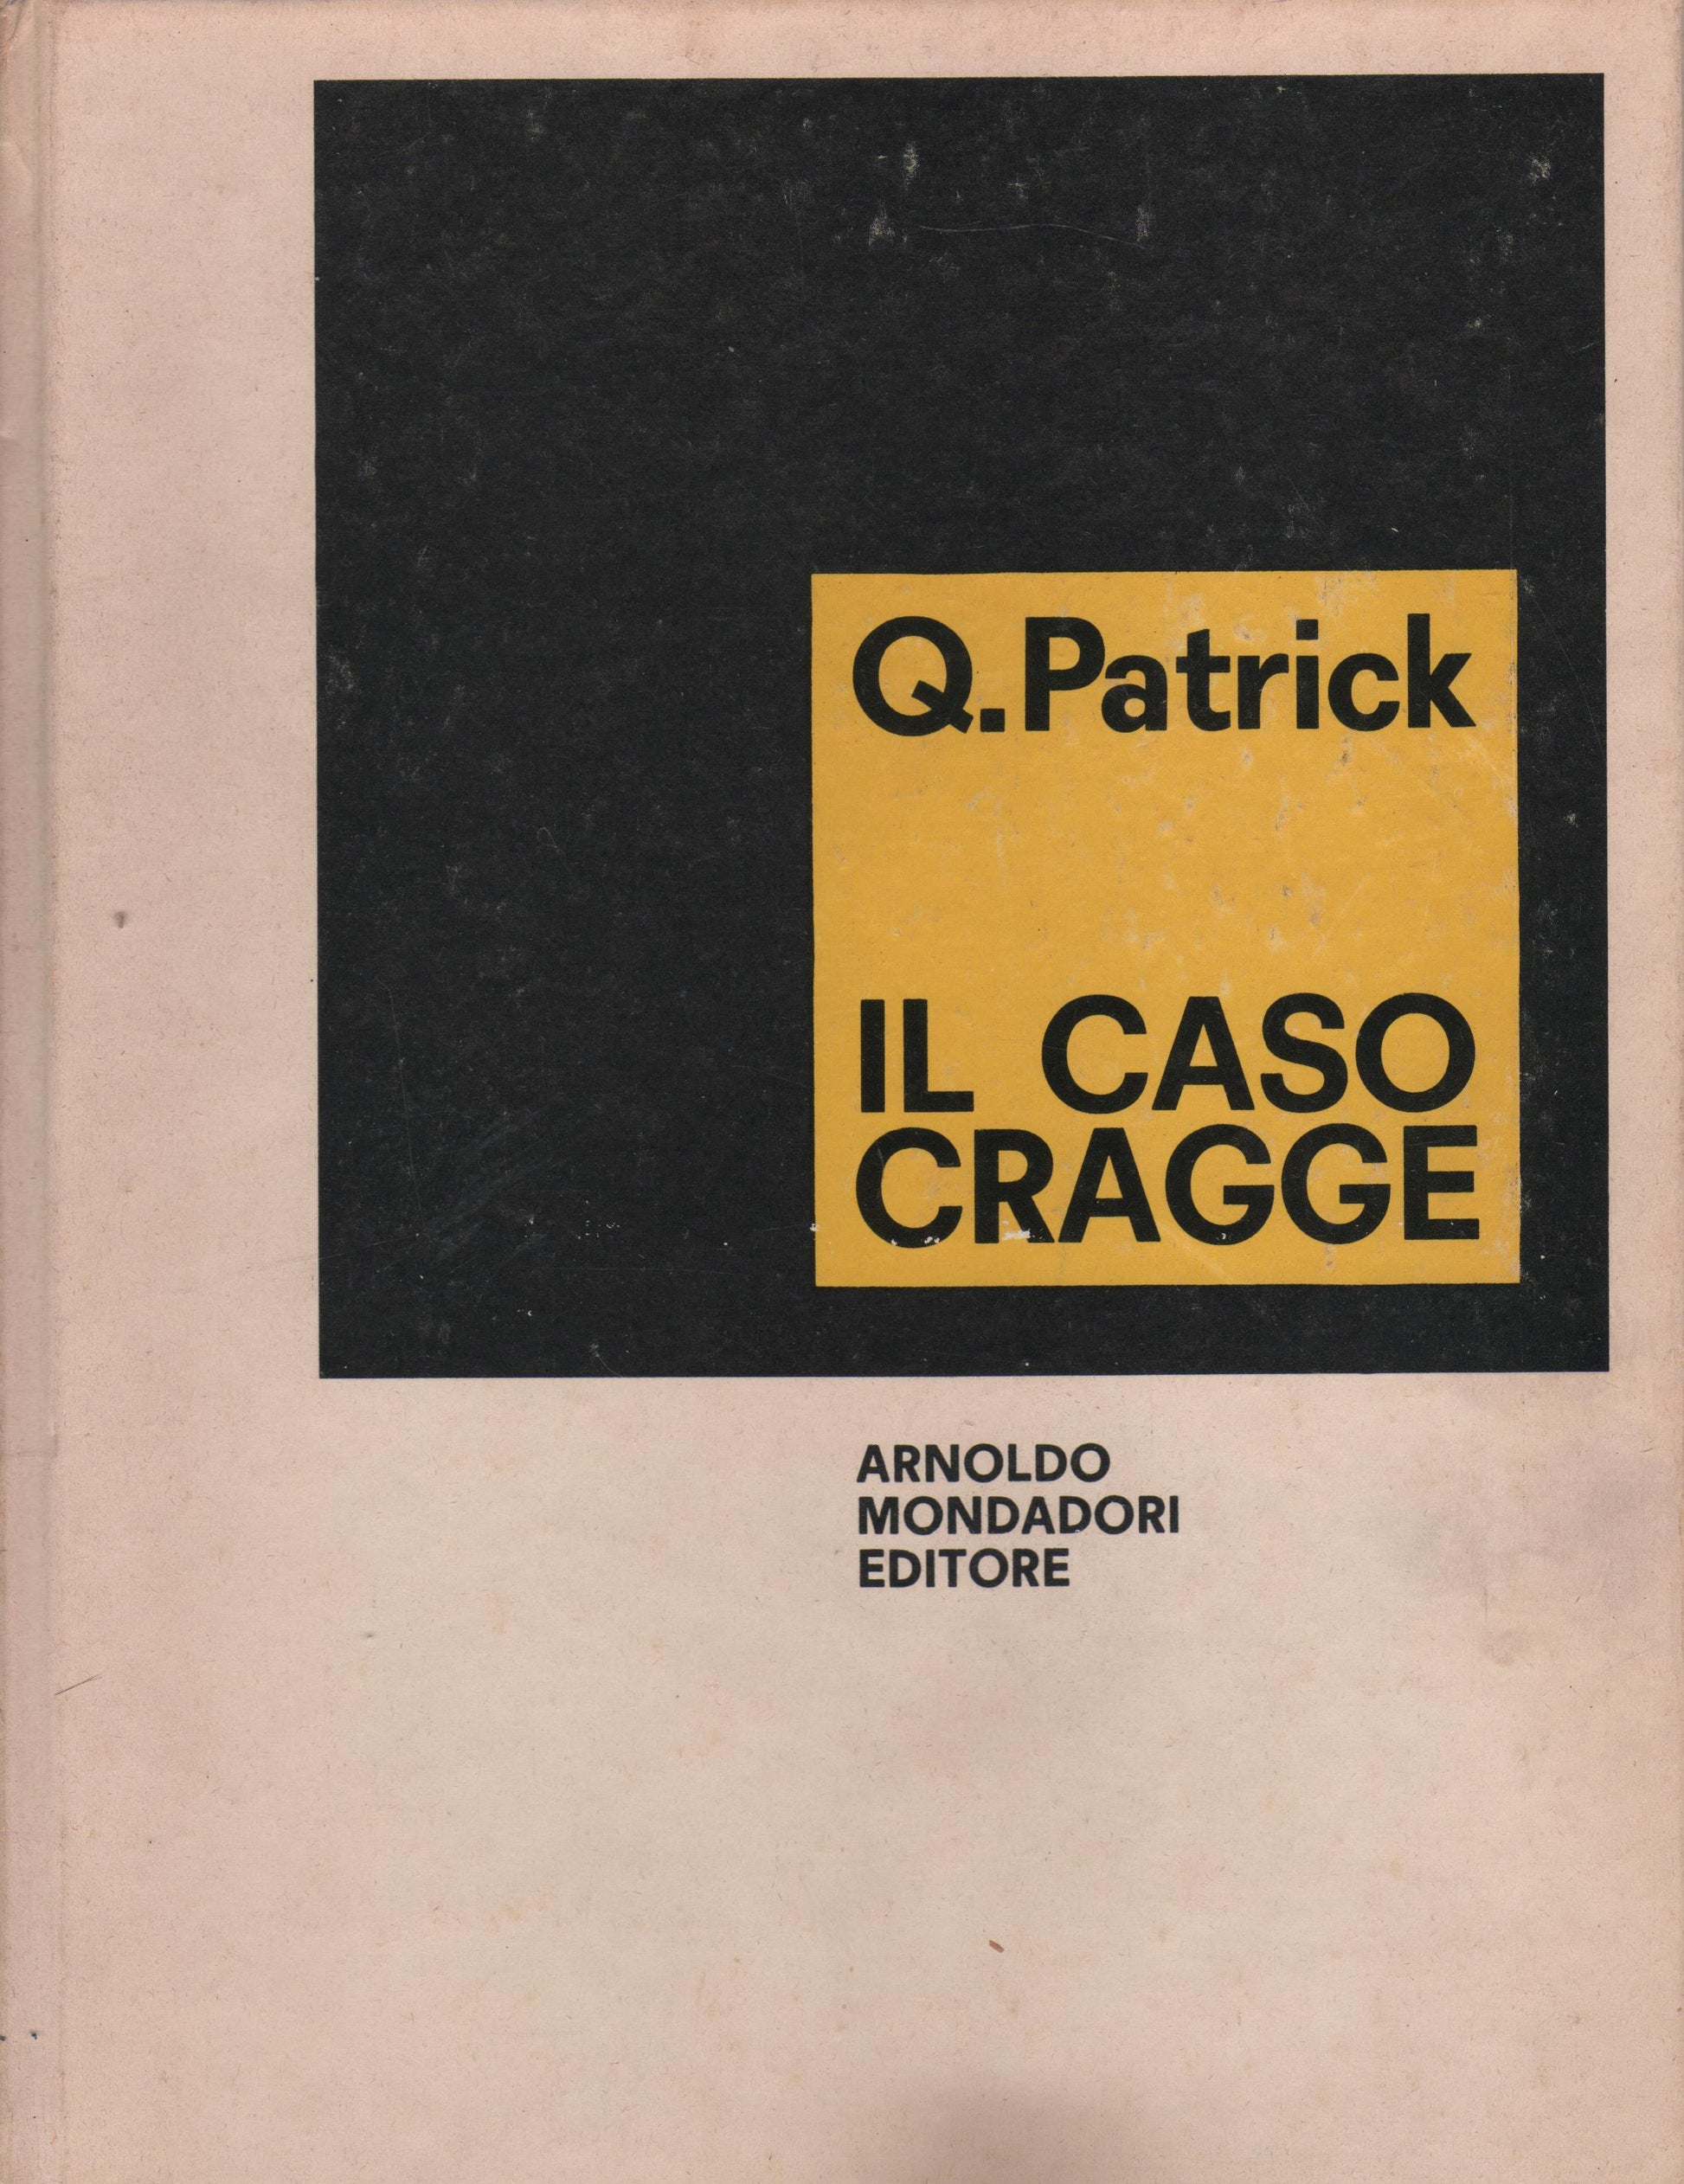 Q. Patrick
IL CASO
CRAGGE
ARNOLDO
MONDADORI
EDITORE